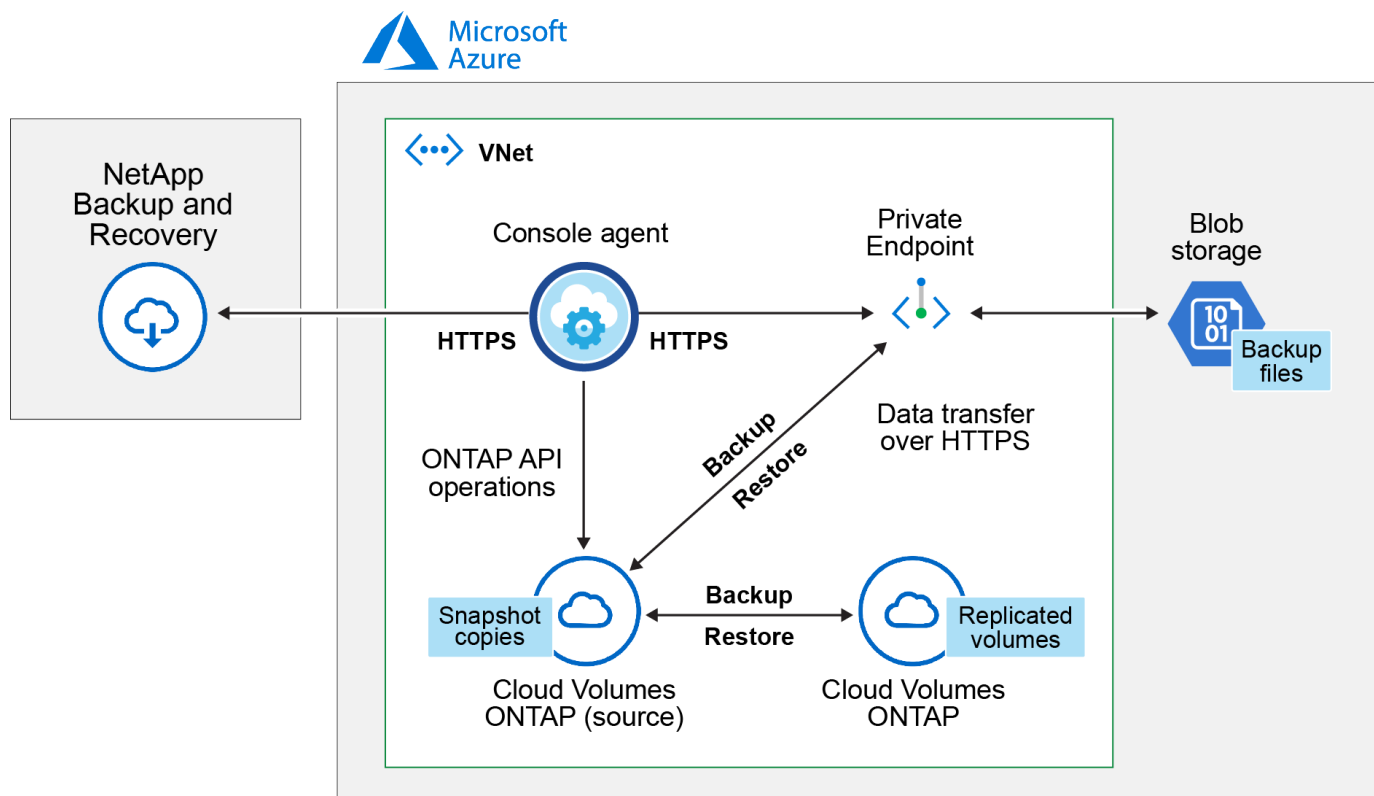 Microsoft
Azure
NetApp
Backup and
Recovery
VNet
Console agent
Private
Endpoint
Blob
storage
HTTPS
HTTPS
10
01
Backup
files
ONTAP API
operations
Backup
Restore
Data transfer
over HTTPS
Snapshot
copies
Backup
Restore
Replicated
volumes
Cloud Volumes
ONTAP (source)
Cloud Volumes
ONTAP